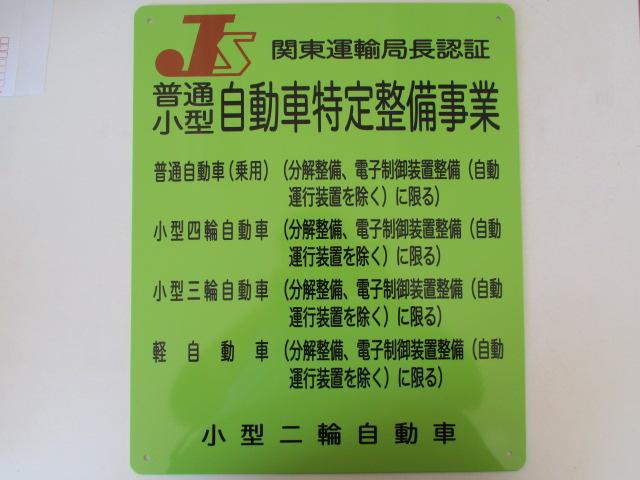 JS 関東運輸局長認証
普通
小型 自動車特定整備事業
普通自動車(乗用)(分解整備、電子制御装置整備(自動
運行装置を除く)に限る)
小型四輪自動車(分解整備、電子制御装置整備(自動
運行装置を除く)に限る)
小型三輪自動車(分解整備、電子制御装置整備(自動
運行装置を除く)に限る)
軽自動車(分解整備、電子制御装置整備(自動
運行装置を除く)に限る)
小型二輪自動車